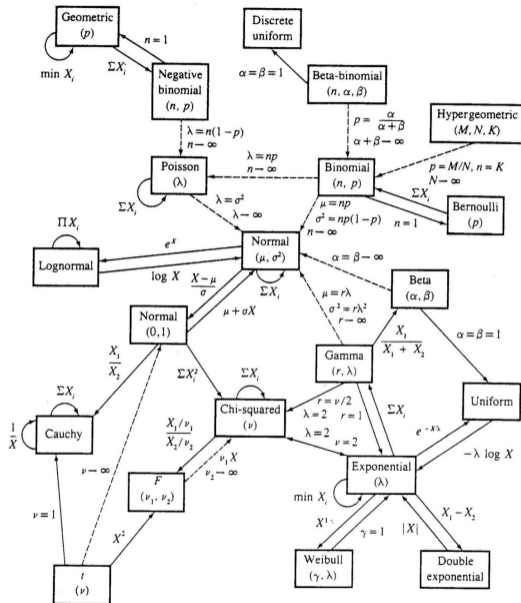 Geometric
(p)
n = 1
min X_i
ΣX_i
Negative
binomial
(n, p)
Discrete
uniform
α = β = 1
Beta-binomial
(n, α, β)
p = α / (α + β)
α + β → ∞
Hypergeometric
(M, N, K)
λ = n(1 − p)
n → ∞
Poisson
(λ)
λ = np
n → ∞
Binomial
(n, p)
p = M/N, n = K
N → ∞
ΣX_i
Bernoulli
(p)
n = 1
ΣX_i
λ = σ²
λ → ∞
μ = np
σ² = np(1 − p)
n → ∞
ΠX_i
Lognormal
e^X
log X
Normal
(μ, σ²)
ΣX_i
α = β → ∞
Beta
(α, β)
(X − μ) / σ
μ + σX
μ = rλ
σ² = rλ²
r → ∞
Normal
(0,1)
X_1 / X_2
ΣX_i²
Gamma
(r, λ)
X_1 / (X_1 + X_2)
α = β = 1
ΣX_i
Cauchy
1 / X
ΣX_i
Chi-squared
(ν)
r = ν/2
λ = 2
r = 1
ΣX_i
Uniform
(X_1/ν_1) / (X_2/ν_2)
λ = 2
ν = 2
e^−X/λ
−λ log X
ν → ∞
F
(ν_1, ν_2)
ν_1 X
ν_2 → ∞
Exponential
(λ)
min X_i
ν = 1
X²
γ = 1
|X|
X_1 − X_2
t
(ν)
Weibull
(γ, λ)
Double
exponential